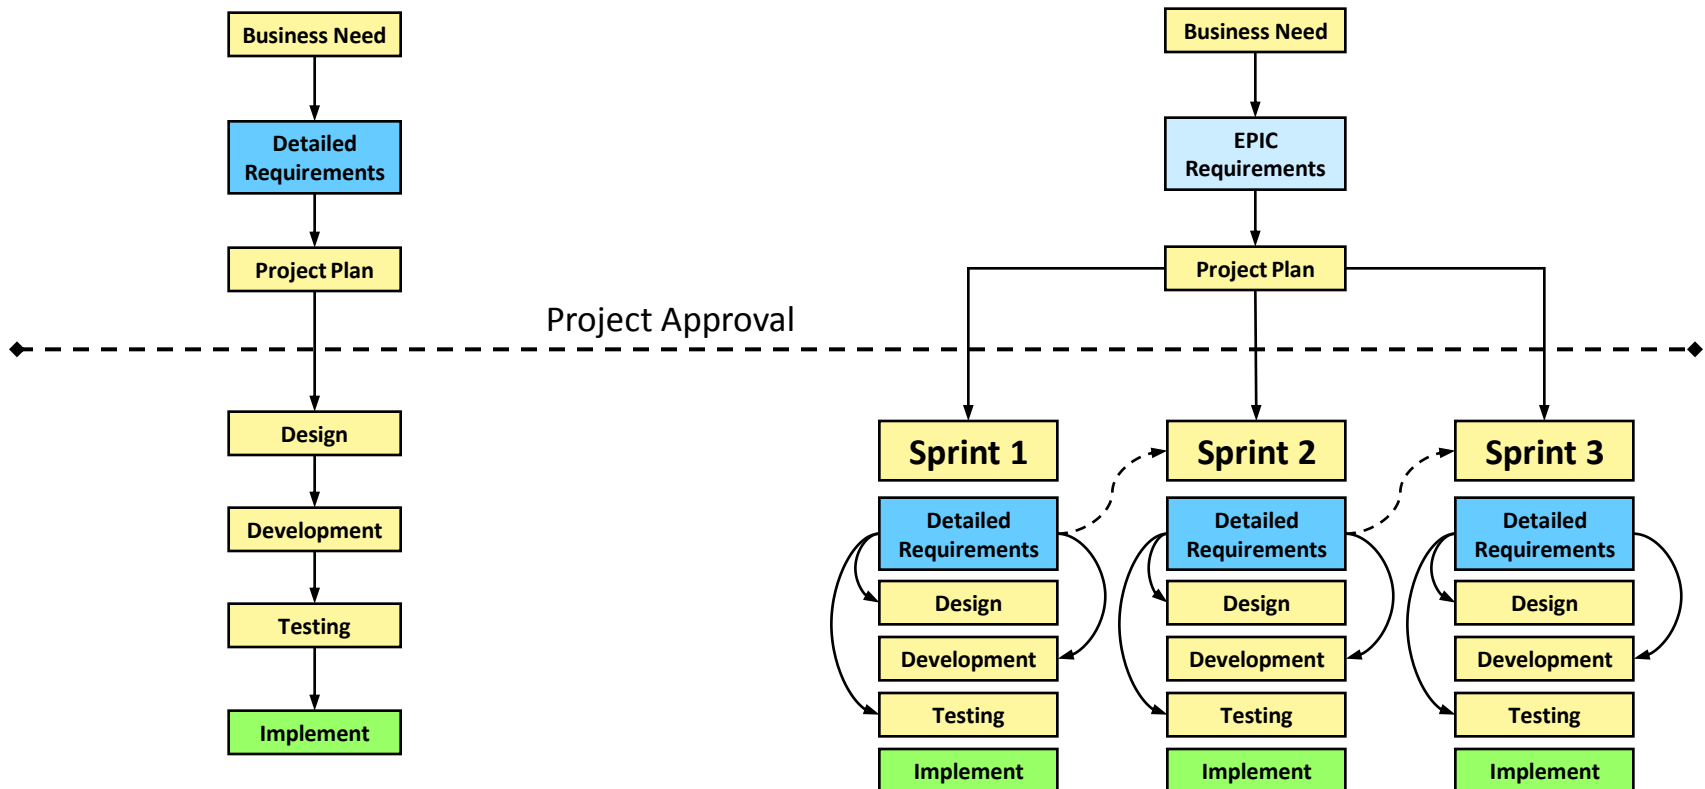 Business Need
Detailed
Requirements
Project Plan
Design
Development
Testing
Implement
Project Approval
Business Need
EPIC
Requirements
Project Plan
Sprint 1
Detailed
Requirements
Design
Development
Testing
Implement
Sprint 2
Detailed
Requirements
Design
Development
Testing
Implement
Sprint 3
Detailed
Requirements
Design
Development
Testing
Implement